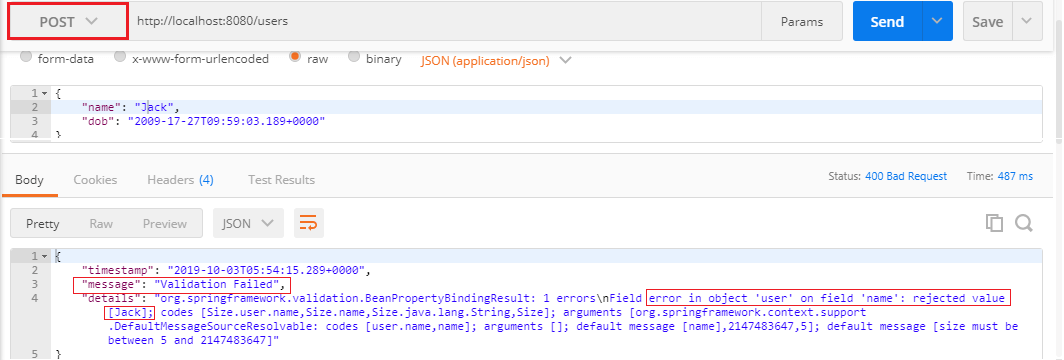 POST http://localhost:8080/users Params Send Save
form-data x-www-form-urlencoded raw binary JSON (application/json)
1 {
2 "name": "Jack",
3 "dob": "2009-17-27T09:59:03.189+0000"
4 }
Body Cookies Headers (4) Test Results Status: 400 Bad Request Time: 487 ms
Pretty Raw Preview JSON
1 {
2 "timestamp": "2019-10-03T05:54:15.289+0000",
3 "message": "Validation Failed",
4 "details": "org.springframework.validation.BeanPropertyBindingResult: 1 errors\nField error in object 'user' on field 'name': rejected value
[Jack]; codes [Size.user.name,Size.name,Size.java.lang.String,Size]; arguments [org.springframework.context.support
.DefaultMessageSourceResolvable: codes [user.name,name]; arguments []; default message [name],2147483647,5]; default message [size must be
between 5 and 2147483647]"
5 }